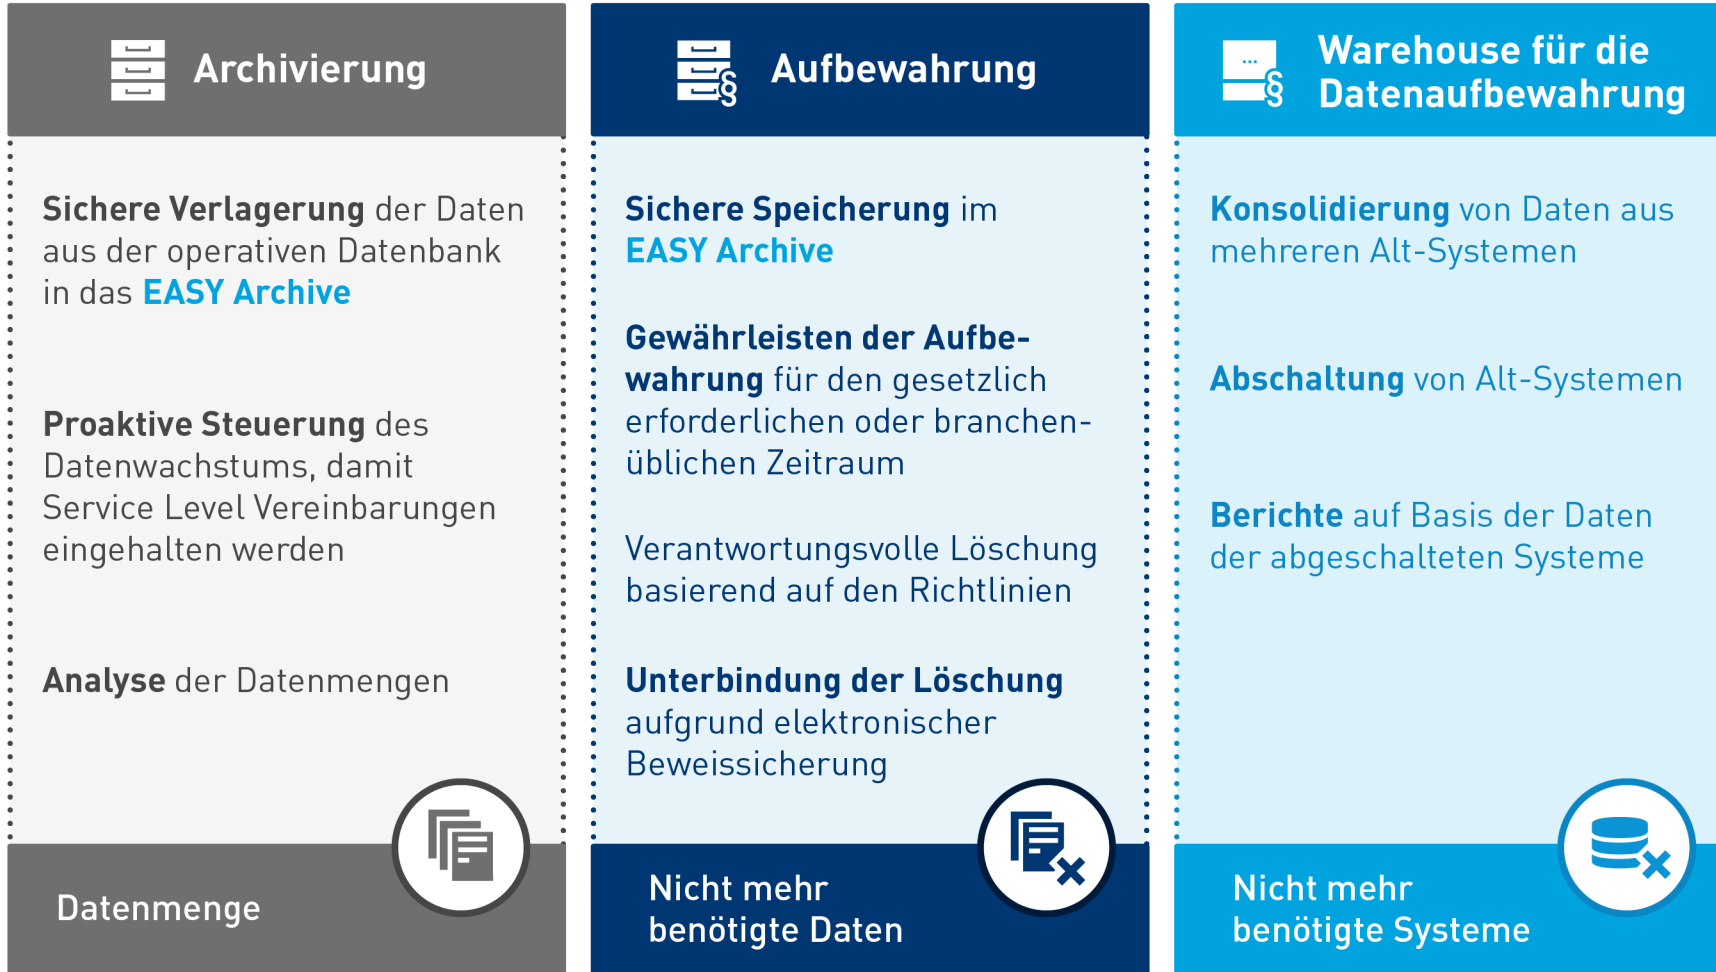 Archivierung
Sichere Verlagerung der Daten
aus der operativen Datenbank
in das EASY Archive
Proaktive Steuerung des
Datenwachstums, damit
Service Level Vereinbarungen
eingehalten werden
Analyse der Datenmengen
Datenmenge
§
Aufbewahrung
Sichere Speicherung im
EASY Archive
Gewährleisten der Aufbe-
wahrung für den gesetzlich
erforderlichen oder branchen-
üblichen Zeitraum
Verantwortungsvolle Löschung
basierend auf den Richtlinien
Unterbindung der Löschung
aufgrund elektronischer
Beweissicherung
Nicht mehr
benötigte Daten
...
§
Warehouse für die
Datenaufbewahrung
Konsolidierung von Daten aus
mehreren Alt-Systemen
Abschaltung von Alt-Systemen
Berichte auf Basis der Daten
der abgeschalteten Systeme
Nicht mehr
benötigte Systeme